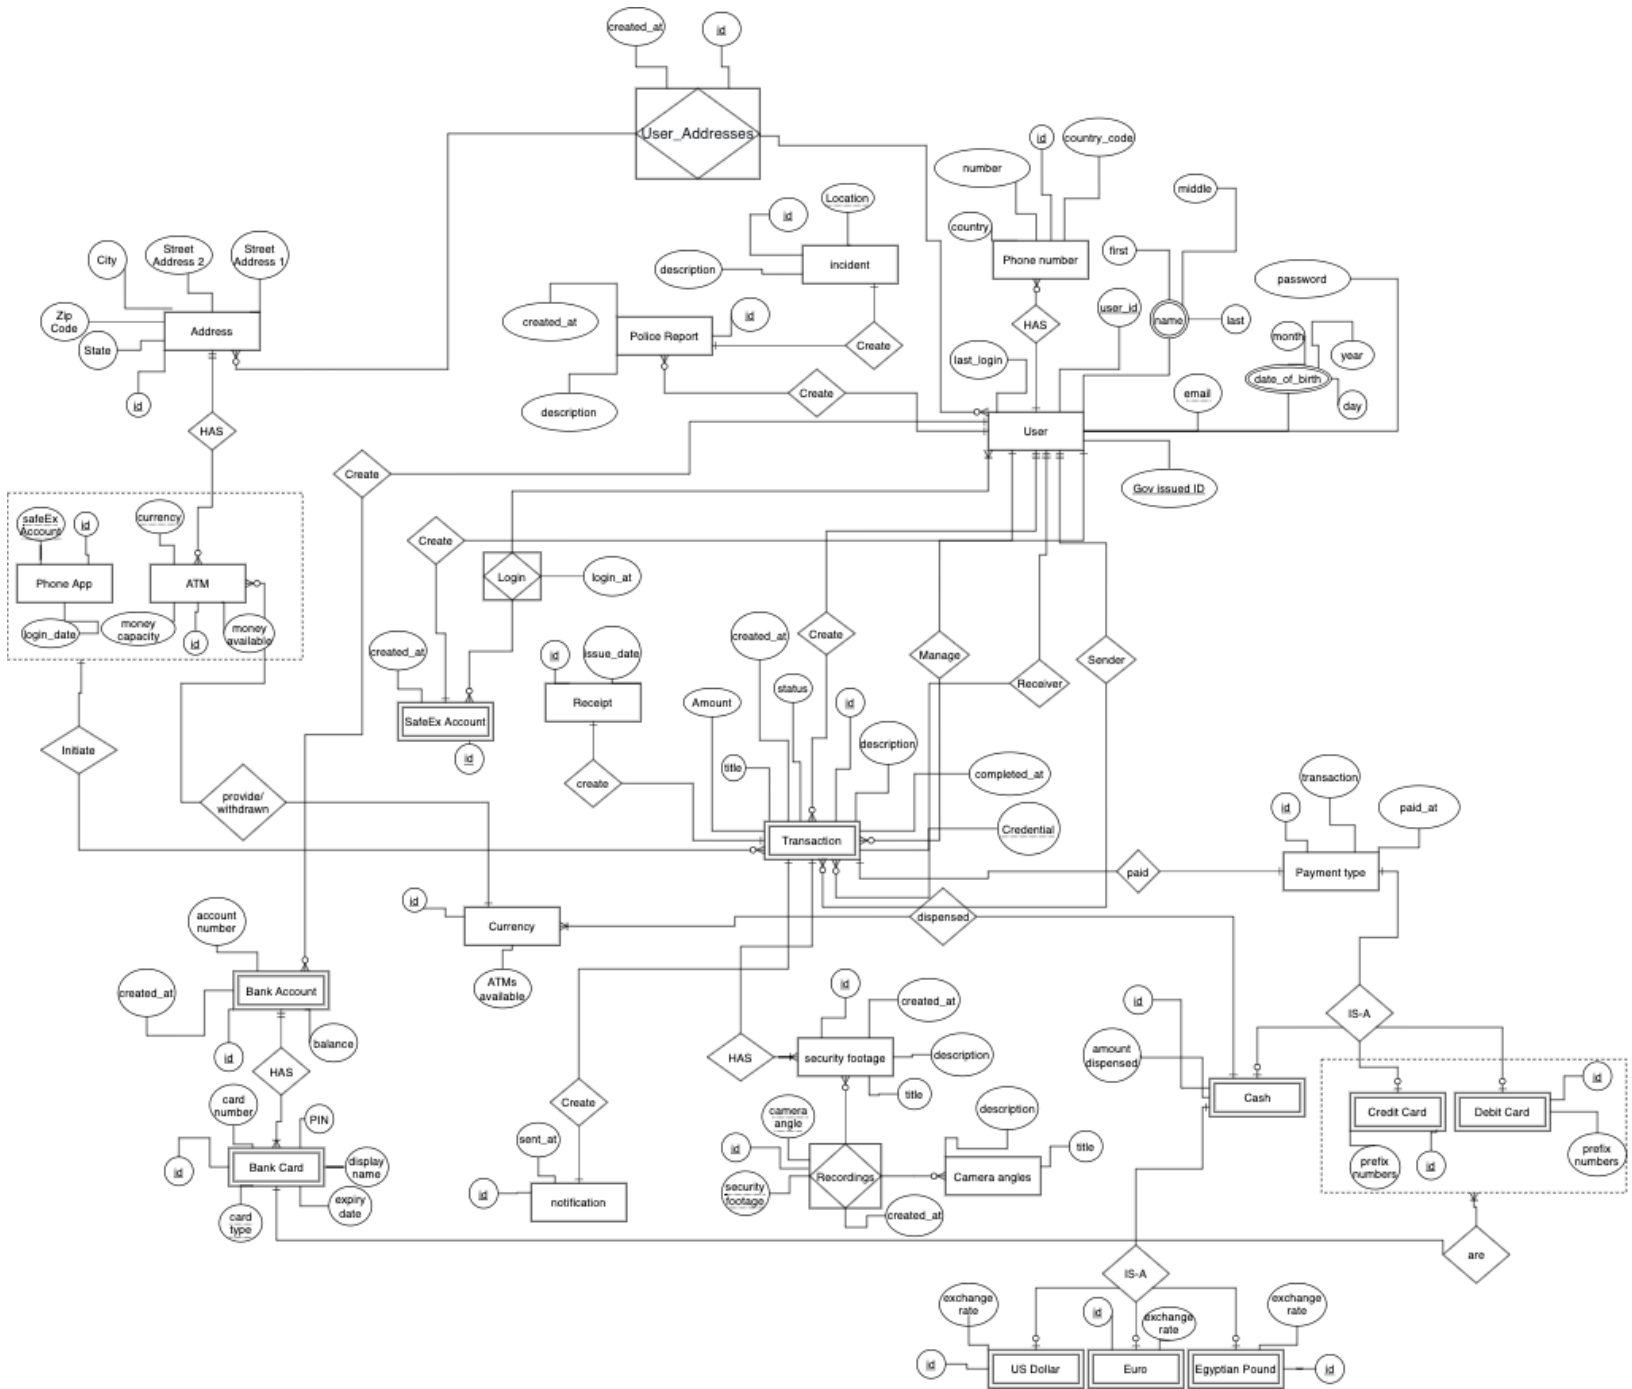 created_at
id
User_Addresses
id
country_code
number
middle
Location
id
country
Phone number
first
City
Street
Address 2
Street
Address 1
incident
description
password
user_id
name
last
created_at
id
HAS
Zip
Code
Address
Police Report
Create
month
year
State
last_login
date_of_birth
email
day
Create
id
description
HAS
User
Create
Gov issued ID
safeEx
Account
id
currency
Create
Phone App
ATM
Login
login_at
login_date
money
capacity
id
money
available
created_at
id
issue_date
created_at
Create
Manage
Sender
Receiver
Receipt
Amount
status
id
SafeEx Account
description
Initiate
id
create
title
completed_at
transaction
provide/
withdrawn
id
paid_at
Credential
Transaction
paid
Payment type
id
account
number
Currency
dispensed
ATMs
available
created_at
Bank Account
id
created_at
id
IS-A
id
balance
HAS
security footage
description
amount
dispensed
HAS
card
number
PIN
Create
title
Cash
id
Credit Card
Debit Card
camera
angle
description
sent_at
id
title
id
Bank Card
display
name
prefix
numbers
id
prefix
numbers
Recordings
Camera angles
id
security
footage
notification
expiry
date
card
type
created_at
are
IS-A
exchange
rate
id
exchange
rate
exchange
rate
id
US Dollar
Euro
Egyptian Pound
id